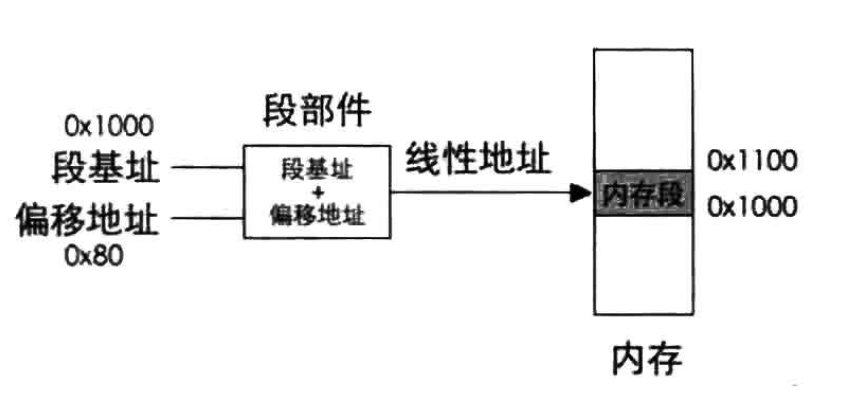 段部件
0x1000
段基址
偏移地址
0x80
段基址
+
偏移地址
线性地址
内存段
0x1100
0x1000
内存